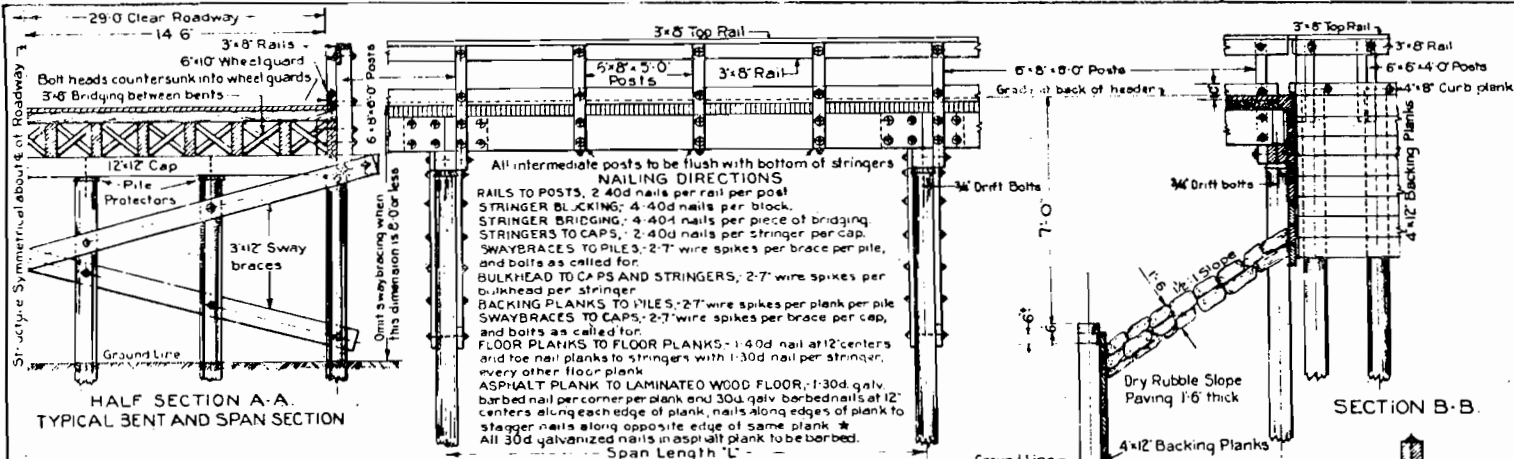 29'-0 Clear Roadway
14'6"
3"x8" Rails
6"x10" Wheel guard
Bolt heads countersunk into wheel guards
3"x6" Bridging between bents
Structure Symmetrical about ¢ of Roadway
12"x12" Cap
Pile
Protectors
3"x12" Sway
braces
Ground Line
HALF SECTION A-A.
TYPICAL BENT AND SPAN SECTION
6"x8"x8'0" Posts
Omit swaybracing when
this dimension is 8'-0 or less
3"x8" Top Rail
6"x8"x5'-0"
Posts
3"x8" Rail
All intermediate posts to be flush with bottom of stringers
NAILING DIRECTIONS
RAILS TO POSTS, 2 40d nails per rail per post
STRINGER BLOCKING; 4-40d nails per block.
STRINGER BRIDGING,- 4-40d nails per piece of bridging.
STRINGERS TO CAPS, - 2-40d nails per stringer per cap.
SWAYBRACES TO PILES,-2-7" wire spikes per brace per pile,
and bolts as called for.
BULKHEAD TO CAPS AND STRINGERS,- 2-7" wire spikes per
bulkhead per stringer
BACKING PLANKS TO PILES,-2-7" wire spikes per plank per pile
SWAYBRACES TO CAPS,-2-7" wire spikes per brace per cap,
and bolts as called for.
FLOOR PLANKS TO FLOOR PLANKS,- 1-40d nail at 12" centers
and toe nail planks to stringers with 1-30d nail per stringer,
every other floor plank
ASPHALT PLANK TO LAMINATED WOOD FLOOR,-1-30d. galv.
barbed nail per corner per plank and 30d galv barbed nails at 12"
centers along each edge of plank, nails along edges of plank to
stagger nails along opposite edge of same plank ★
All 30d galvanized nails in asphalt plank to be barbed.
Span Length "L"
3/4" Drift Bolts
6"x8"x8'-0" Posts
Grade at back of header
3"x8" Top Rail
3"x8" Rail
6"x6"x4'-0" Posts
4"x8" Curb plank
3/4" Drift bolts
4"x12" Backing Planks
7'-0"
1'-6"
1½:1 Slope
6"
Dry Rubble Slope
Paving 1'-6" thick
SECTION B-B.
4"x12" Backing Planks
Ground Line